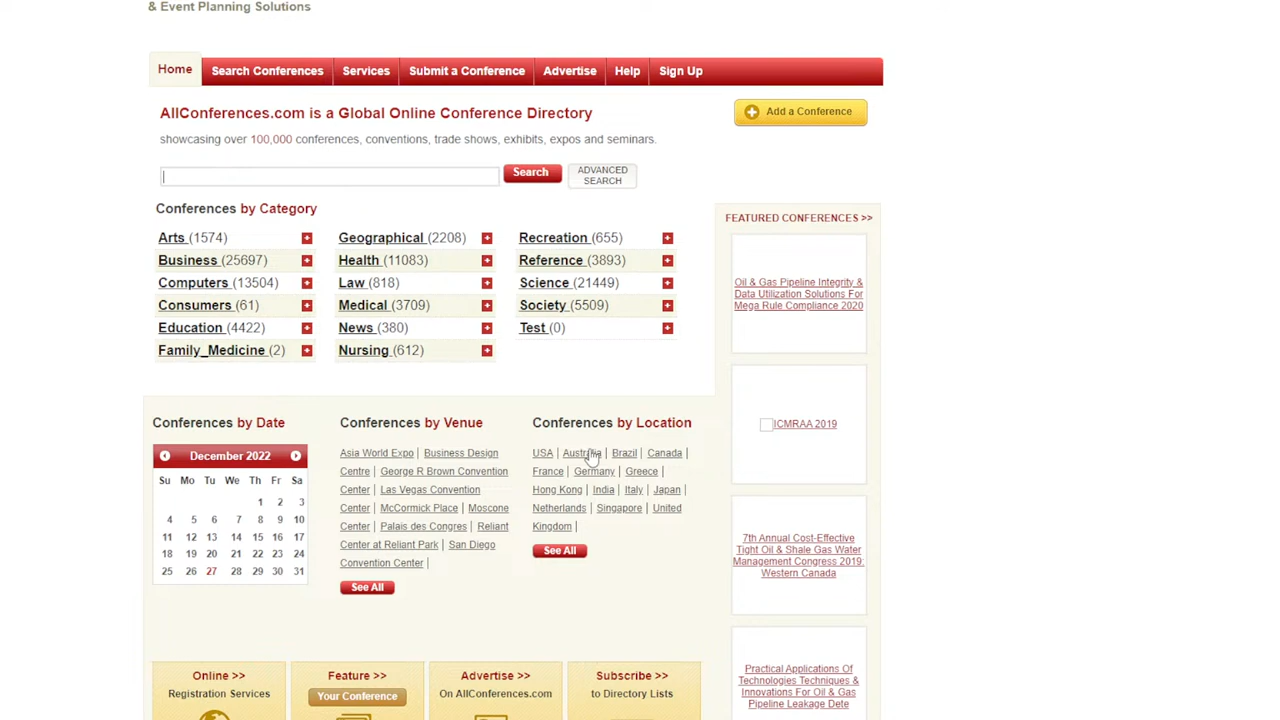 & Event Planning Solutions
Home
Search Conferences
Services
Submit a Conference
Advertise
Help
Sign Up
AllConferences.com is a Global Online Conference Directory
Add a Conference
showcasing over 100,000 conferences, conventions, trade shows, exhibits, expos and seminars.
Search
ADVANCED
SEARCH
Conferences by Category
Arts (1574)
Business (25697)
Computers (13504)
Consumers (61)
Education (4422)
Family_Medicine (2)
Geographical (2208)
Health (11083)
Law (818)
Medical (3709)
News (380)
Nursing (612)
Recreation (655)
Reference (3893)
Science (21449)
Society (5509)
Test (0)
FEATURED CONFERENCES >>
Oil & Gas Pipeline Integrity &
Data Utilization Solutions For
Mega Rule Compliance 2020
ICMRAA 2019
7th Annual Cost-Effective
Tight Oil & Shale Gas Water
Management Congress 2019:
Western Canada
Practical Applications Of
Technologies Techniques &
Innovations For Oil & Gas
Pipeline Leakage Dete
Conferences by Date
December 2022
Su Mo Tu We Th Fr Sa
1 2 3
4 5 6 7 8 9 10
11 12 13 14 15 16 17
18 19 20 21 22 23 24
25 26 27 28 29 30 31
Conferences by Venue
Asia World Expo | Business Design
Centre | George R Brown Convention
Center | Las Vegas Convention
Center | McCormick Place | Moscone
Center | Palais des Congres | Reliant
Center at Reliant Park | San Diego
Convention Center |
See All
Conferences by Location
USA | Australia | Brazil | Canada |
France | Germany | Greece |
Hong Kong | India | Italy | Japan |
Netherlands | Singapore | United
Kingdom |
See All
Online >>
Registration Services
Feature >>
Your Conference
Advertise >>
On AllConferences.com
Subscribe >>
to Directory Lists